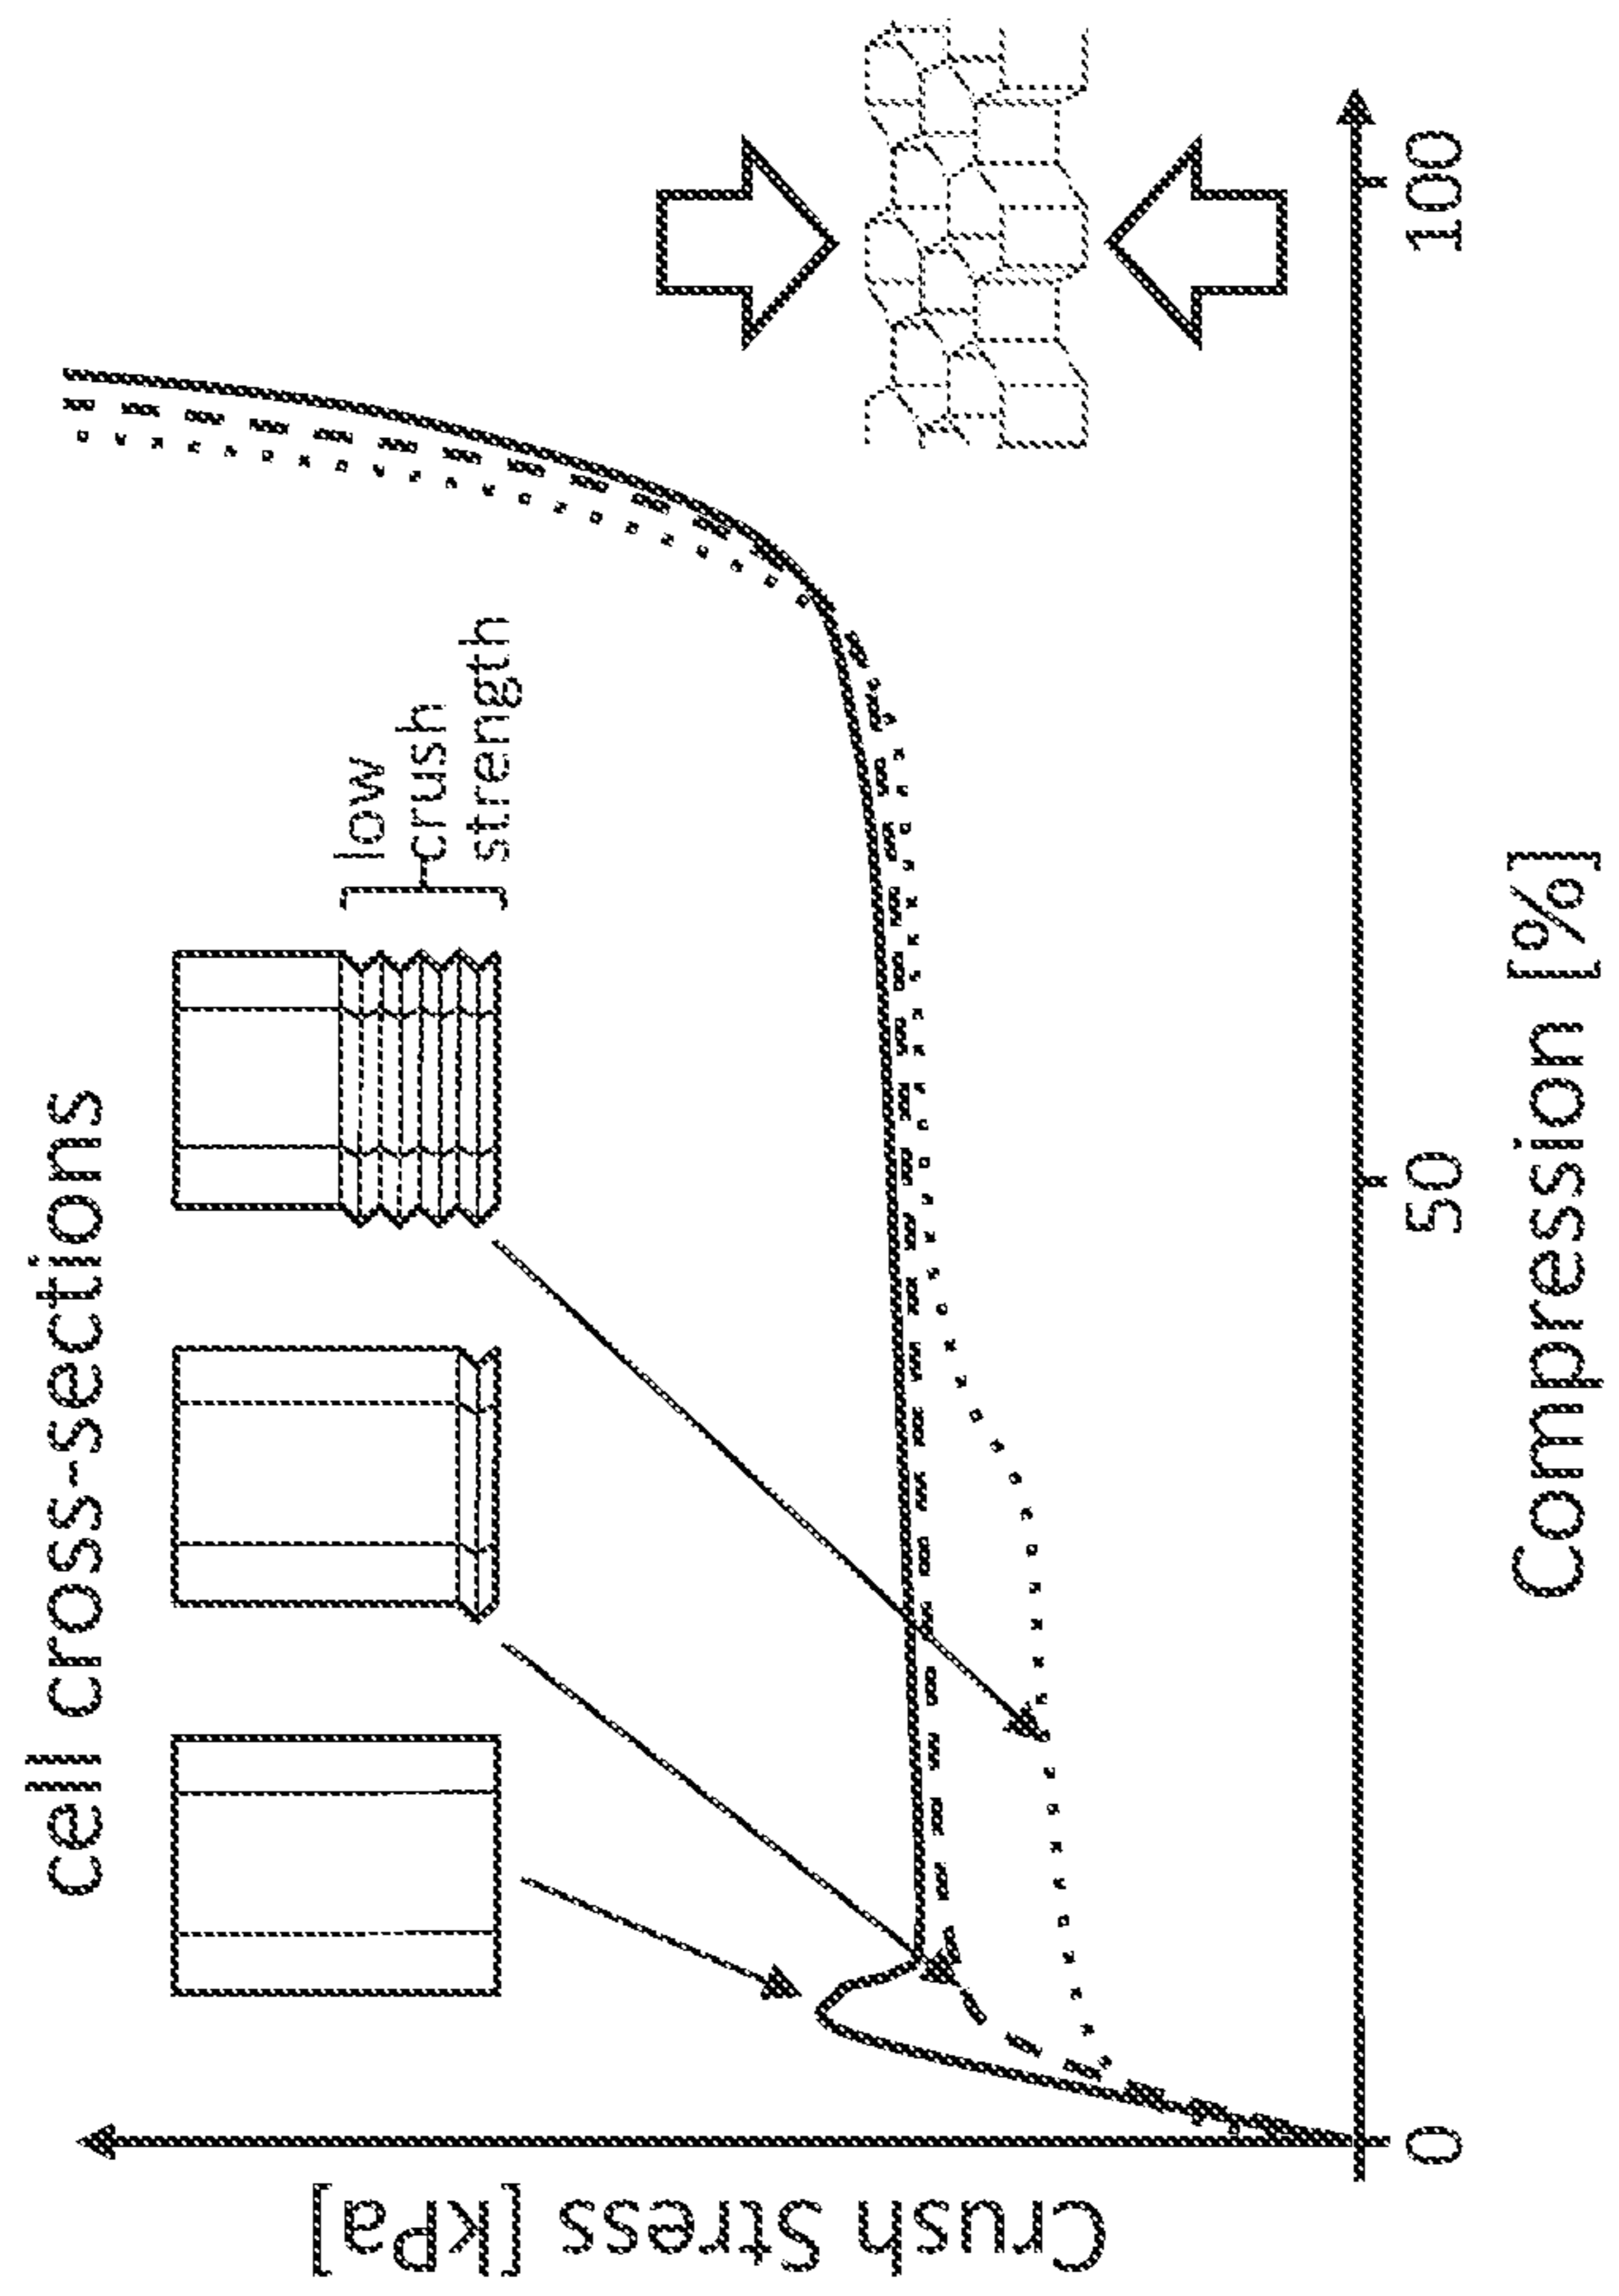 cell cross-sections
low
crush
strength
Crush Stress [kPa]
0
50
100
Compression [%]